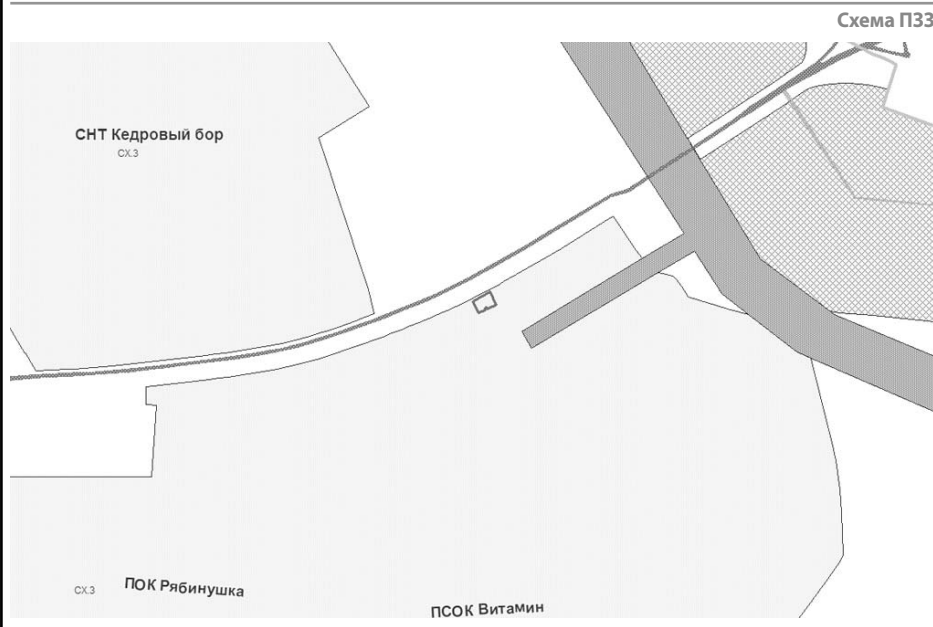 Схема ПЗЗ
СНТ Кедровый бор
СХ.3
СХ.3
ПОК Рябинушка
ПСОК Витамин